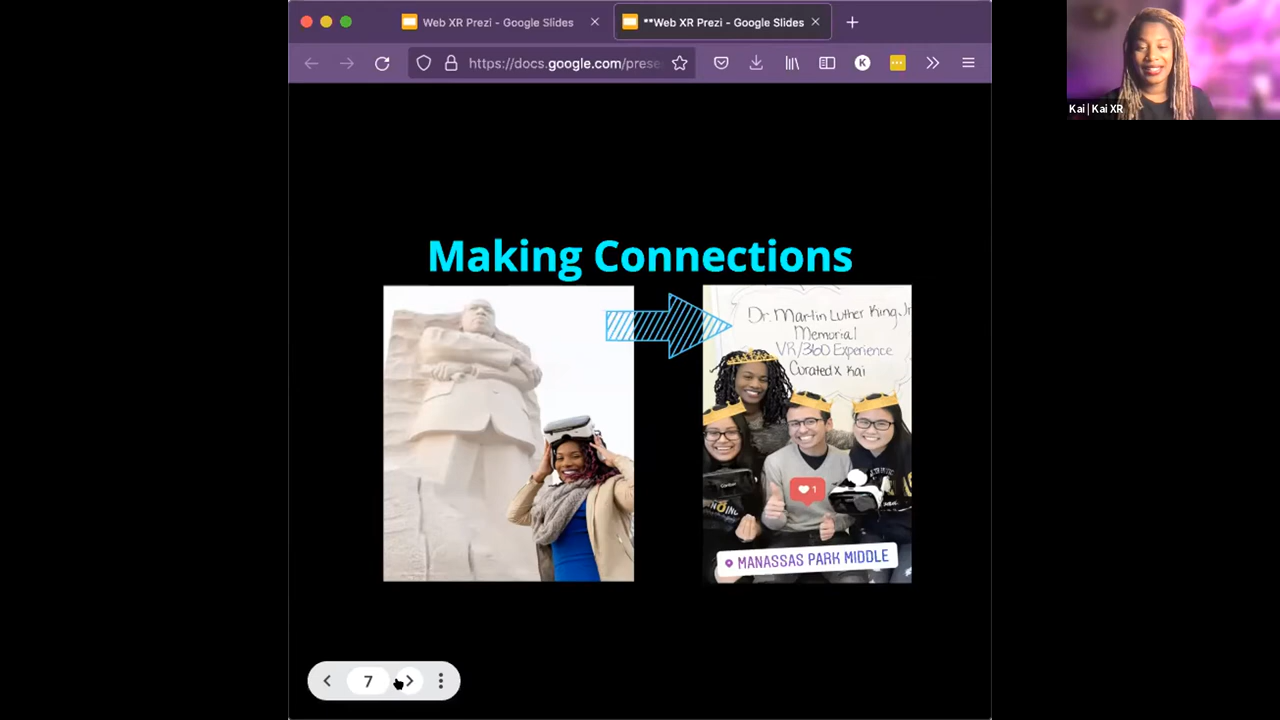 Web XR Prezi - Google Slides
**Web XR Prezi - Google Slides
https://docs.google.com/prese
K
Kai | Kai XR
Making Connections
Dr. Martin Luther King Jr
Memorial
VR/360 Experience
Curated x Kai
1
MANASSAS PARK MIDDLE
7